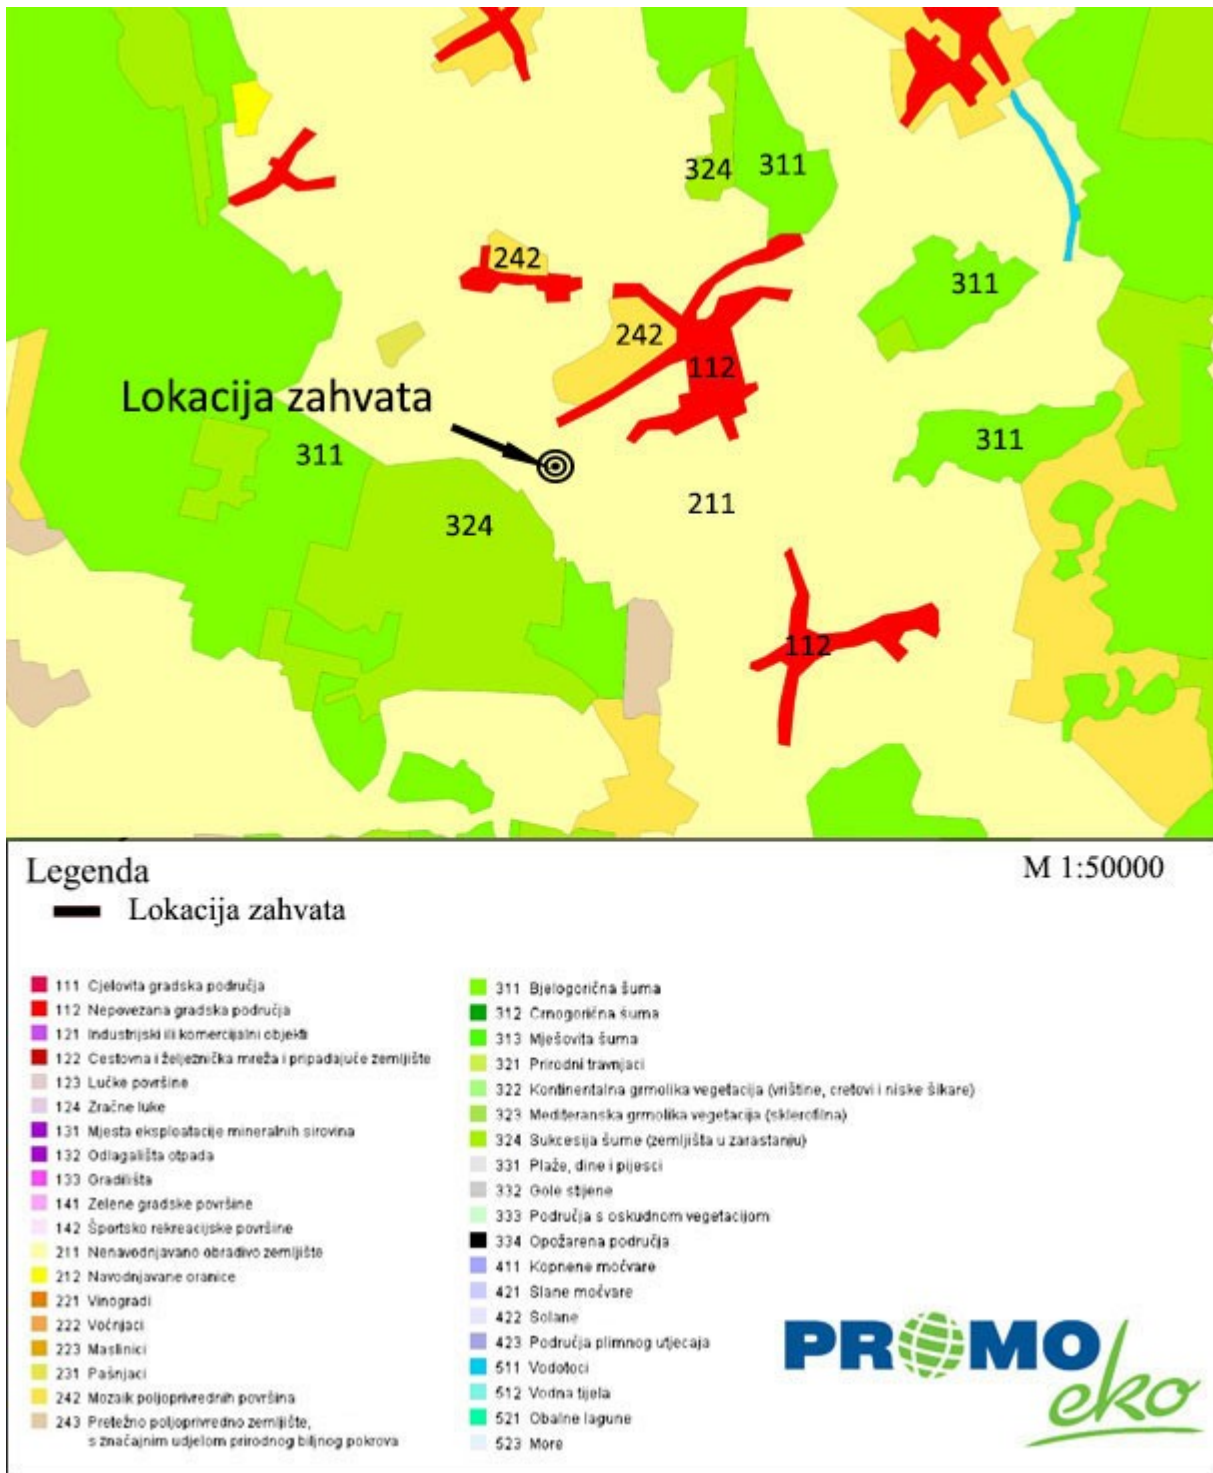 324
311
242
311
242
112
Lokacija zahvata
311
311
211
324
112
Legenda
M 1:50000
Lokacija zahvata
111 Cjelovita gradska područja
112 Nepovezana gradska područja
121 Industrijski ili komercijalni objekti
122 Cestovna i željeznička mreža i pripadajuće zemljište
123 Lučke površine
124 Zračne luke
131 Mjesta eksploatacije mineralnih sirovina
132 Odlagališta otpada
133 Gradilišta
141 Zelene gradske površine
142 Športsko rekreacijske površine
211 Nenavodnjavano obradivo zemljište
212 Navodnjavane oranice
221 Vinogradi
222 Voćnjaci
223 Maslinici
231 Pašnjaci
242 Mozaik poljoprivrednih površina
243 Pretežno poljoprivredno zemljište,
s značajnim udjelom prirodnog biljnog pokrova
311 Bjelogorična šuma
312 Crnogorična šuma
313 Mješovita šuma
321 Prirodni travnjaci
322 Kontinentalna grmolika vegetacija (vrištine, cretovi i niske šikare)
323 Mediteranska grmolika vegetacija (sklerofilna)
324 Sukcesija šume (zemljišta u zarastanju)
331 Plaže, dine i pijesci
332 Gole stijene
333 Područja s oskudnom vegetacijom
334 Opožarena područja
411 Kopnene močvare
421 Slane močvare
422 Solane
423 Područja plimnog utjecaja
511 Vodotoci
512 Vodna tijela
521 Obalne lagune
523 More
PROMO
eko